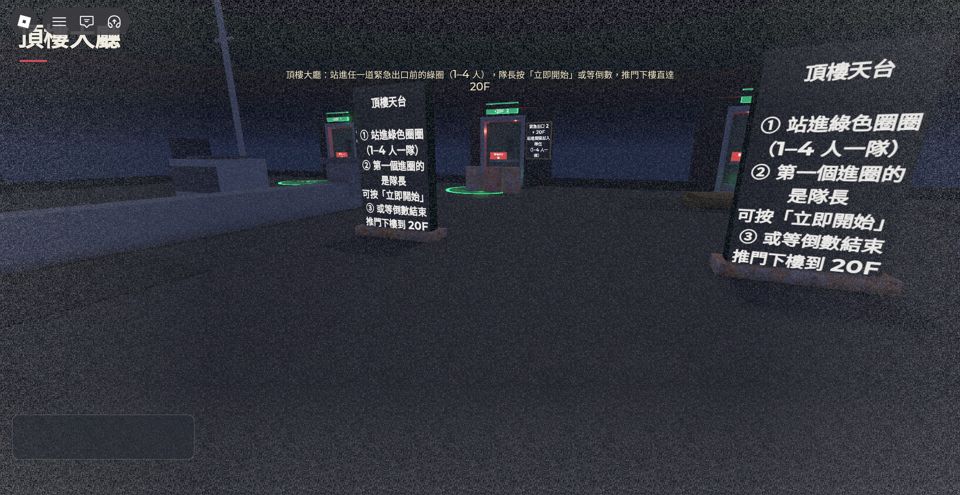 頂樓大廳
頂樓大廳：站進任一道緊急出口前的綠圈（1–4 人），隊長按「立即開始」或等倒數，推門下樓直達
20F
頂樓天台
① 站進綠色圈圈
（1–4 人一隊）
② 第一個進圈的
是隊長
可按「立即開始」
③ 或等倒數結束
推門下樓到 20F
緊急出口 2
頂樓天台
① 站進綠色圈圈
（1–4 人一隊）
② 第一個進圈的
是隊長
可按「立即開始」
③ 或等倒數結束
推門下樓到 20F